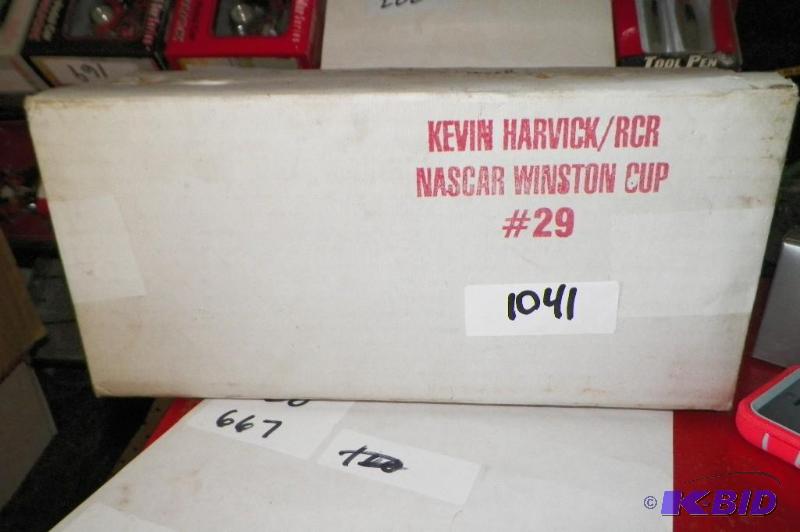 TOOL PEN
KEVIN HARVICK/RCR
NASCAR WINSTON CUP
#29
1041
667
© K-BID